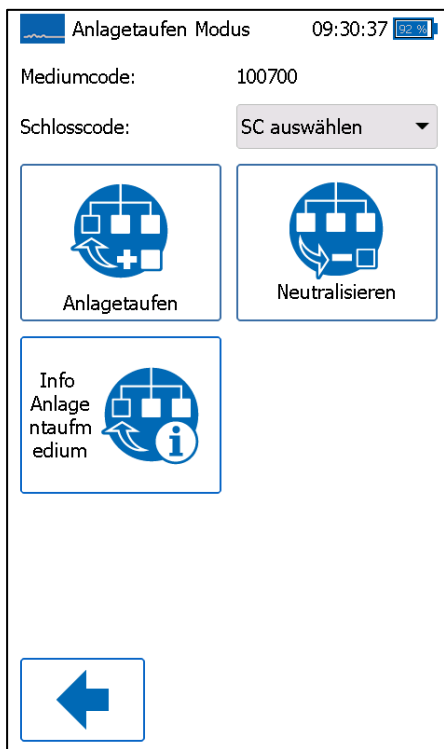 Anlagetaufen Modus 09:30:37 92 %
Mediumcode: 100700
Schlosscode: SC auswählen
Anlagetaufen
Neutralisieren
Info
Anlage
ntaufm
edium
i